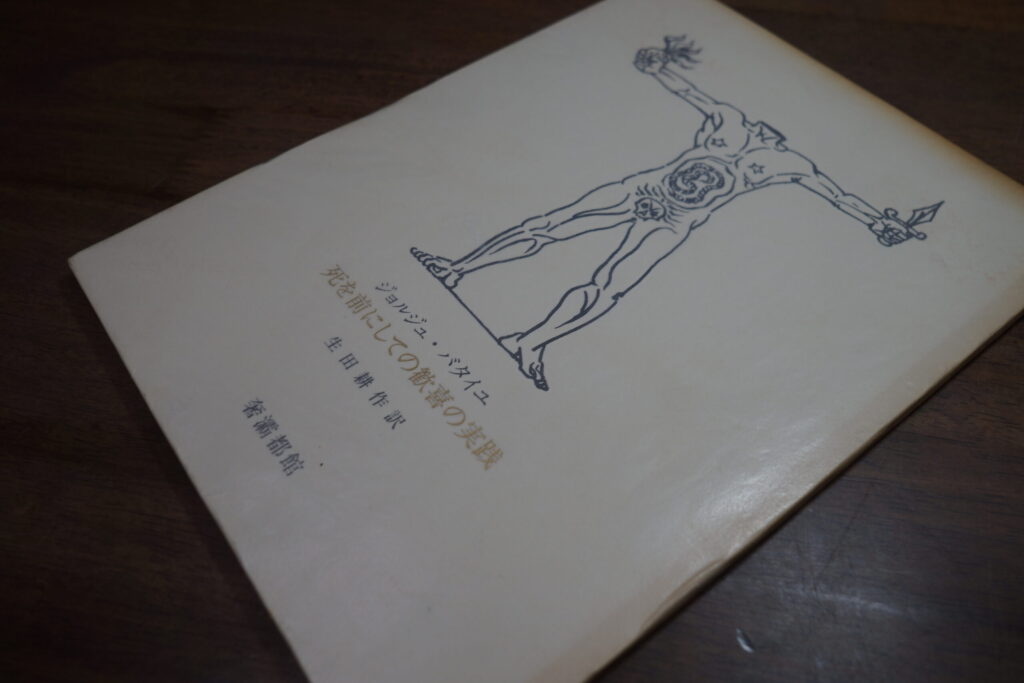 ジョルジュ・バタイユ
死を前にしての歓喜の実践
生田耕作訳
奢灞都館